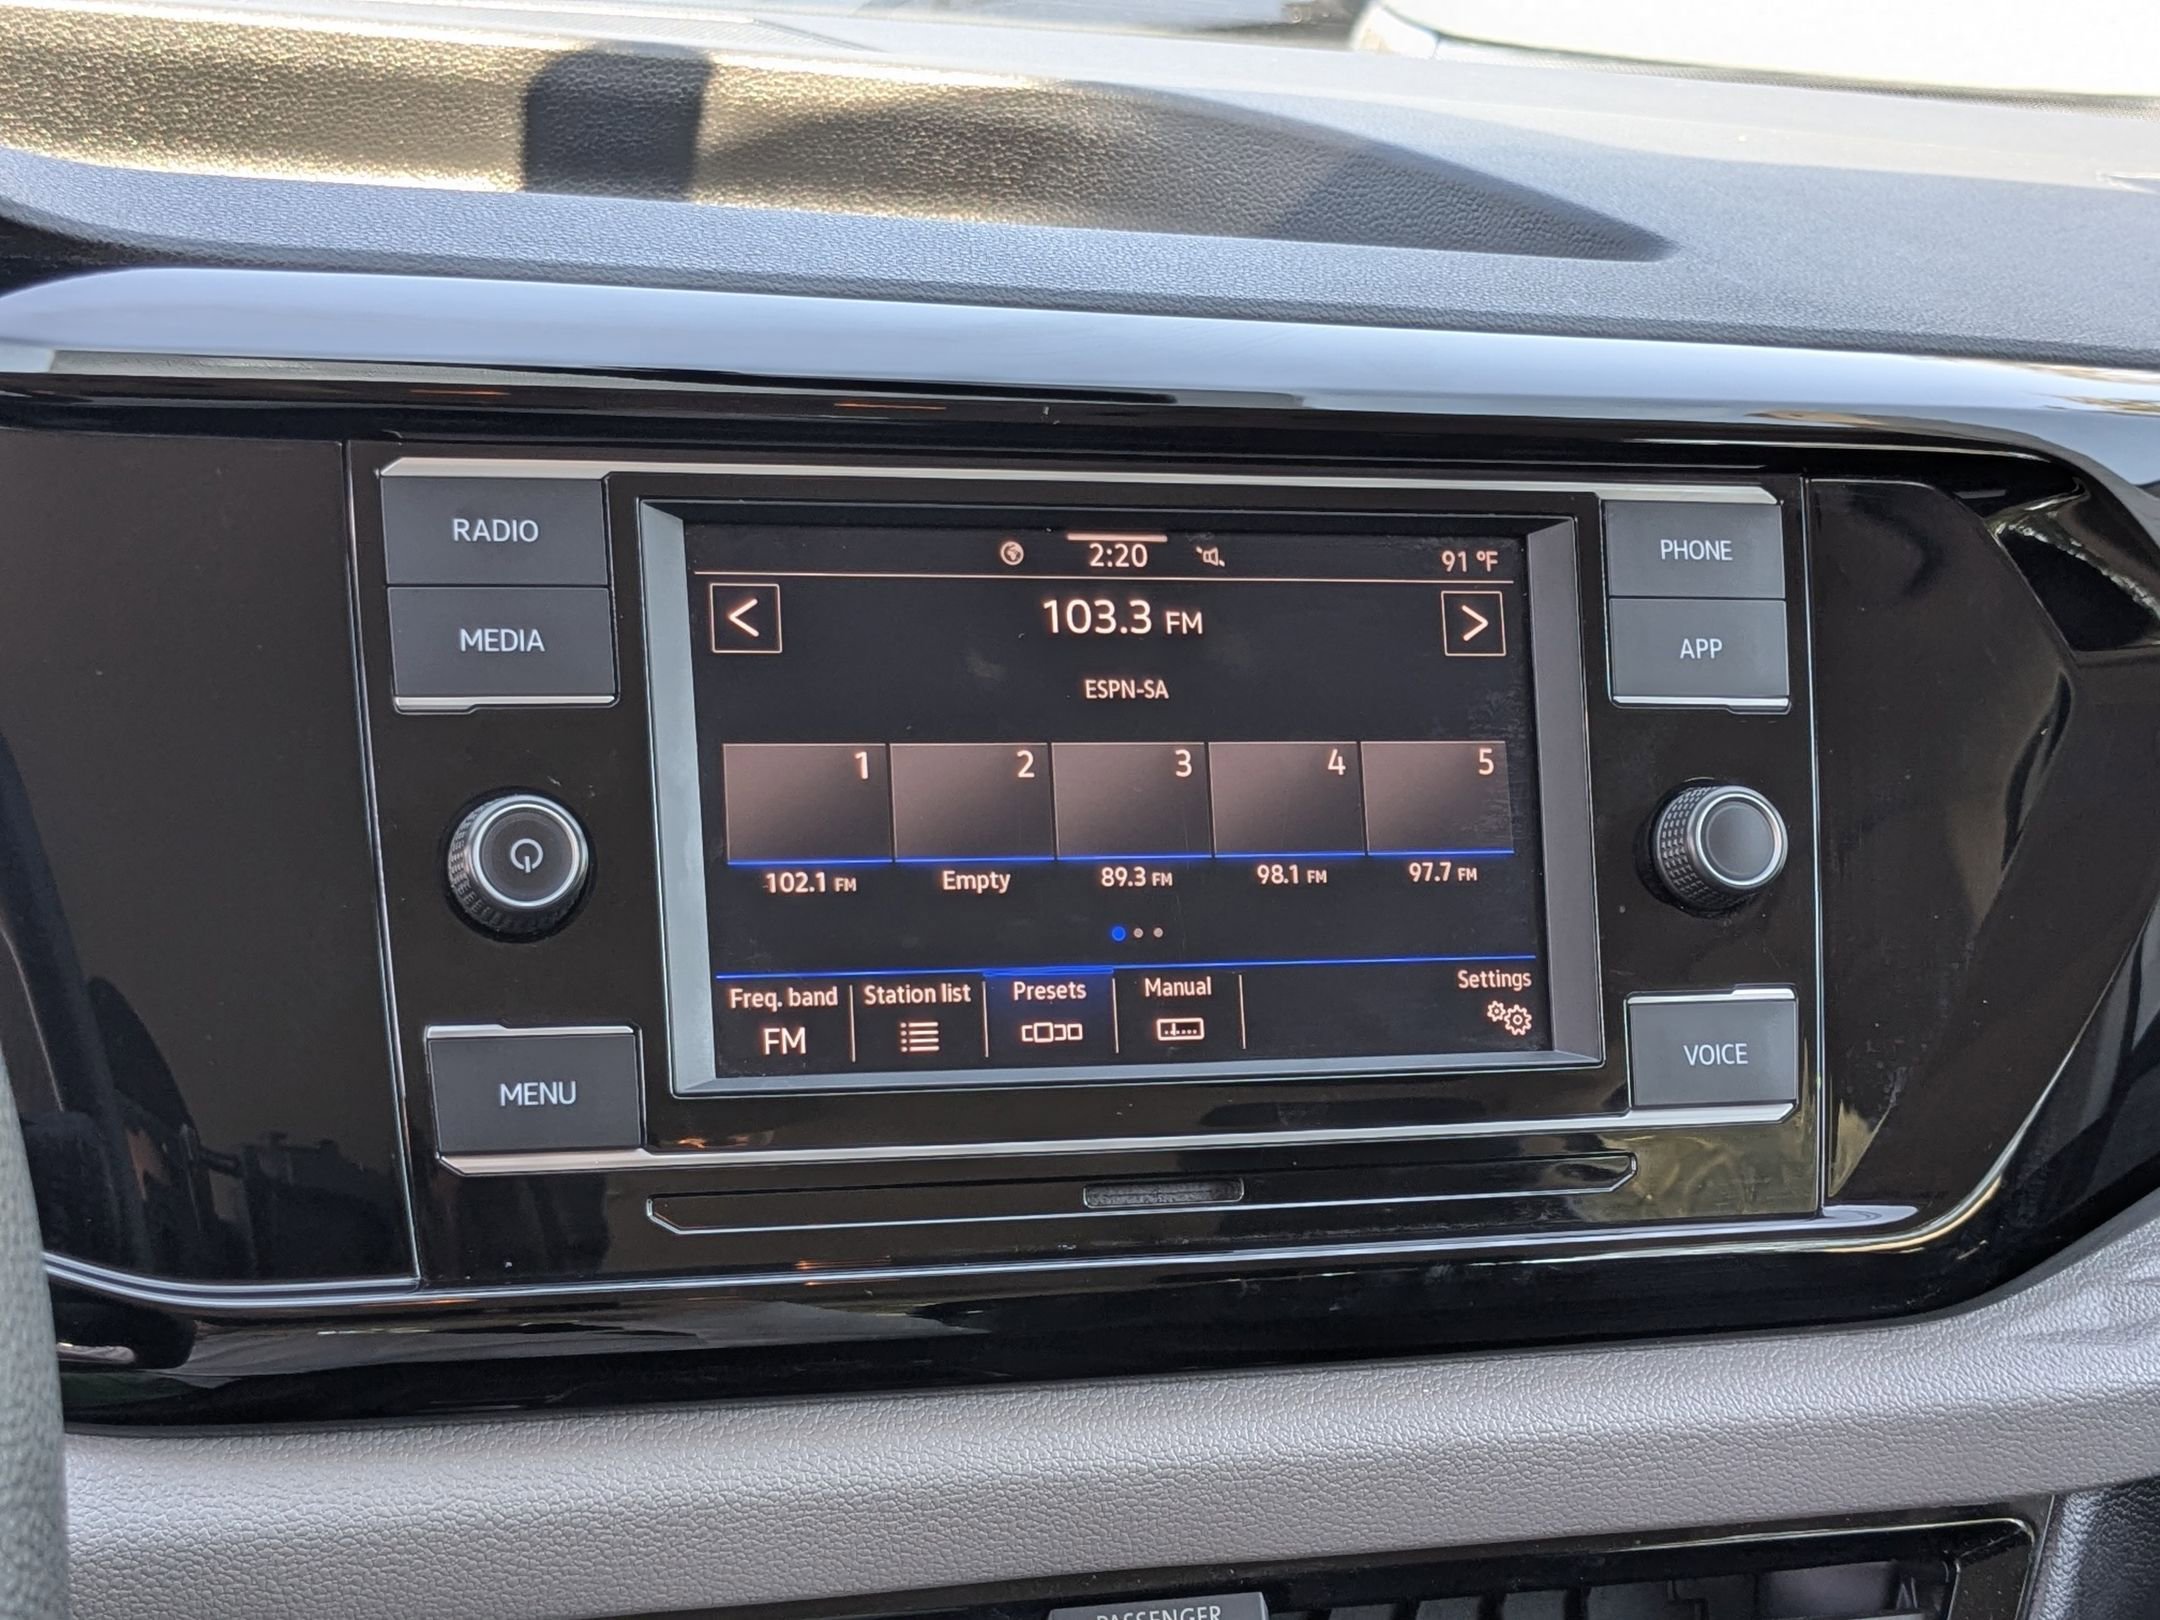 RADIO
MEDIA
MENU
2:20
91 °F
<
103.3 FM
>
ESPN-SA
1 2 3 4 5
102.1 FM Empty 89.3 FM 98.1 FM 97.7 FM
Freq. band Station list Presets Manual Settings
FM
PHONE
APP
VOICE
PASSENGER